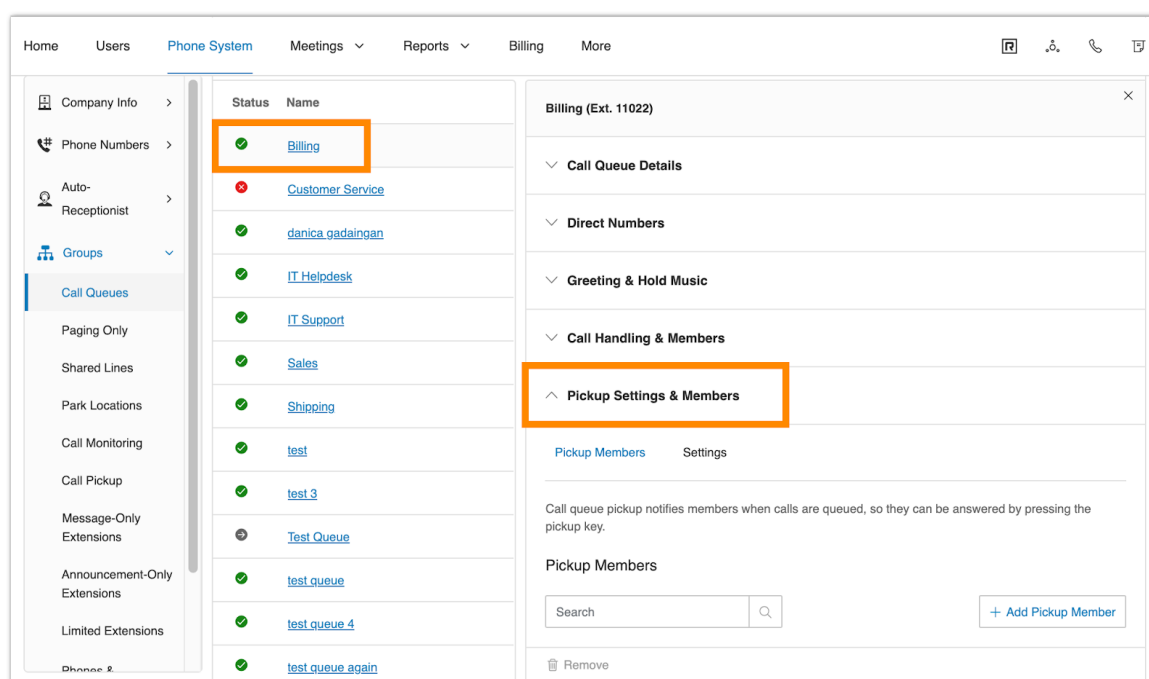 Home Users Phone System Meetings Reports Billing More
Company Info
Phone Numbers
Auto-
Receptionist
Groups
Call Queues
Paging Only
Shared Lines
Park Locations
Call Monitoring
Call Pickup
Message-Only
Extensions
Announcement-Only
Extensions
Limited Extensions
Phones &
Status Name
Billing
Customer Service
danica gadaingan
IT Helpdesk
IT Support
Sales
Shipping
test
test 3
Test Queue
test queue
test queue 4
test queue again
Billing (Ext. 11022)
Call Queue Details
Direct Numbers
Greeting & Hold Music
Call Handling & Members
Pickup Settings & Members
Pickup Members Settings
Call queue pickup notifies members when calls are queued, so they can be answered by pressing the
pickup key.
Pickup Members
Search + Add Pickup Member
Remove